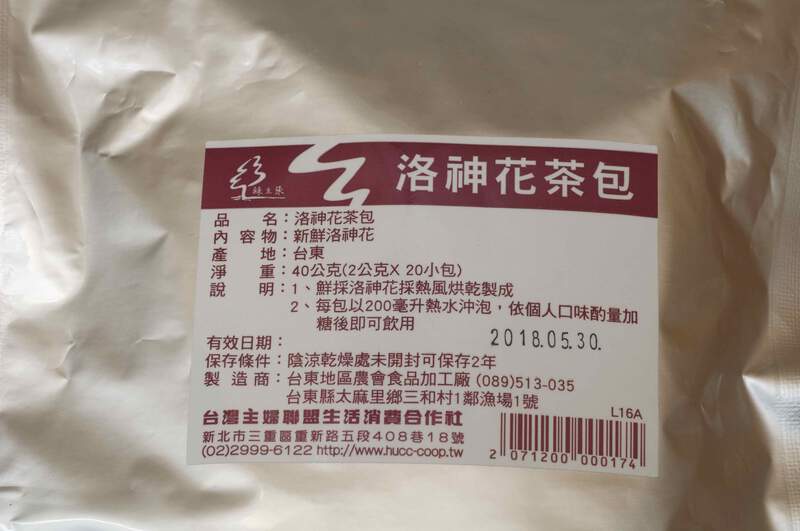 洛神花茶包
品名：洛神花茶包
內容物：新鮮洛神花
產地：台東
淨重：40公克(2公克X 20小包)
說明：1、鮮採洛神花採熱風烘乾製成
2、每包以200毫升熱水沖泡，依個人口味酌量加
糖後即可飲用
有效日期：2018.05.30.
保存條件：陰涼乾燥處未開封可保存2年
製造商：台東地區農會食品加工廠 (089)513-035
台東縣太麻里鄉三和村1鄰漁場1號
台灣主婦聯盟生活消費合作社
新北市三重區重新路五段408巷18號
(02)2999-6122 http://www.hucc-coop.tw
L16A
2 071200 000174